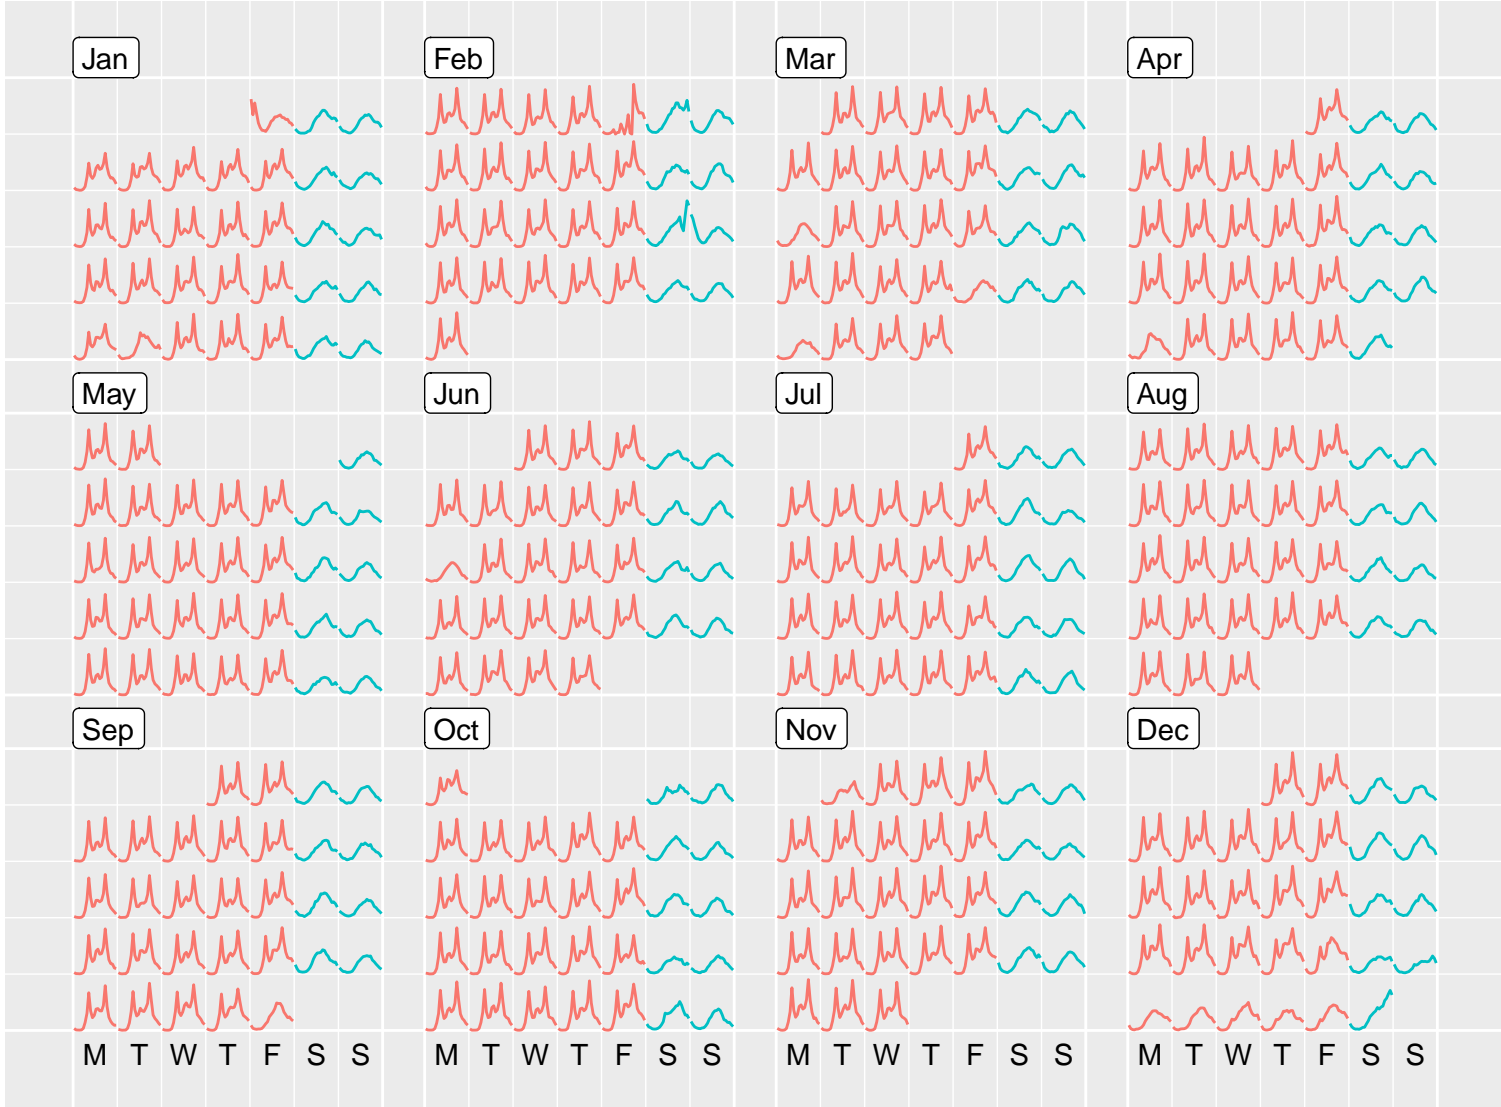 Jan Feb Mar Apr
May Jun Jul Aug
Sep Oct Nov Dec
M T W T F S S M T W T F S S M T W T F S S M T W T F S S